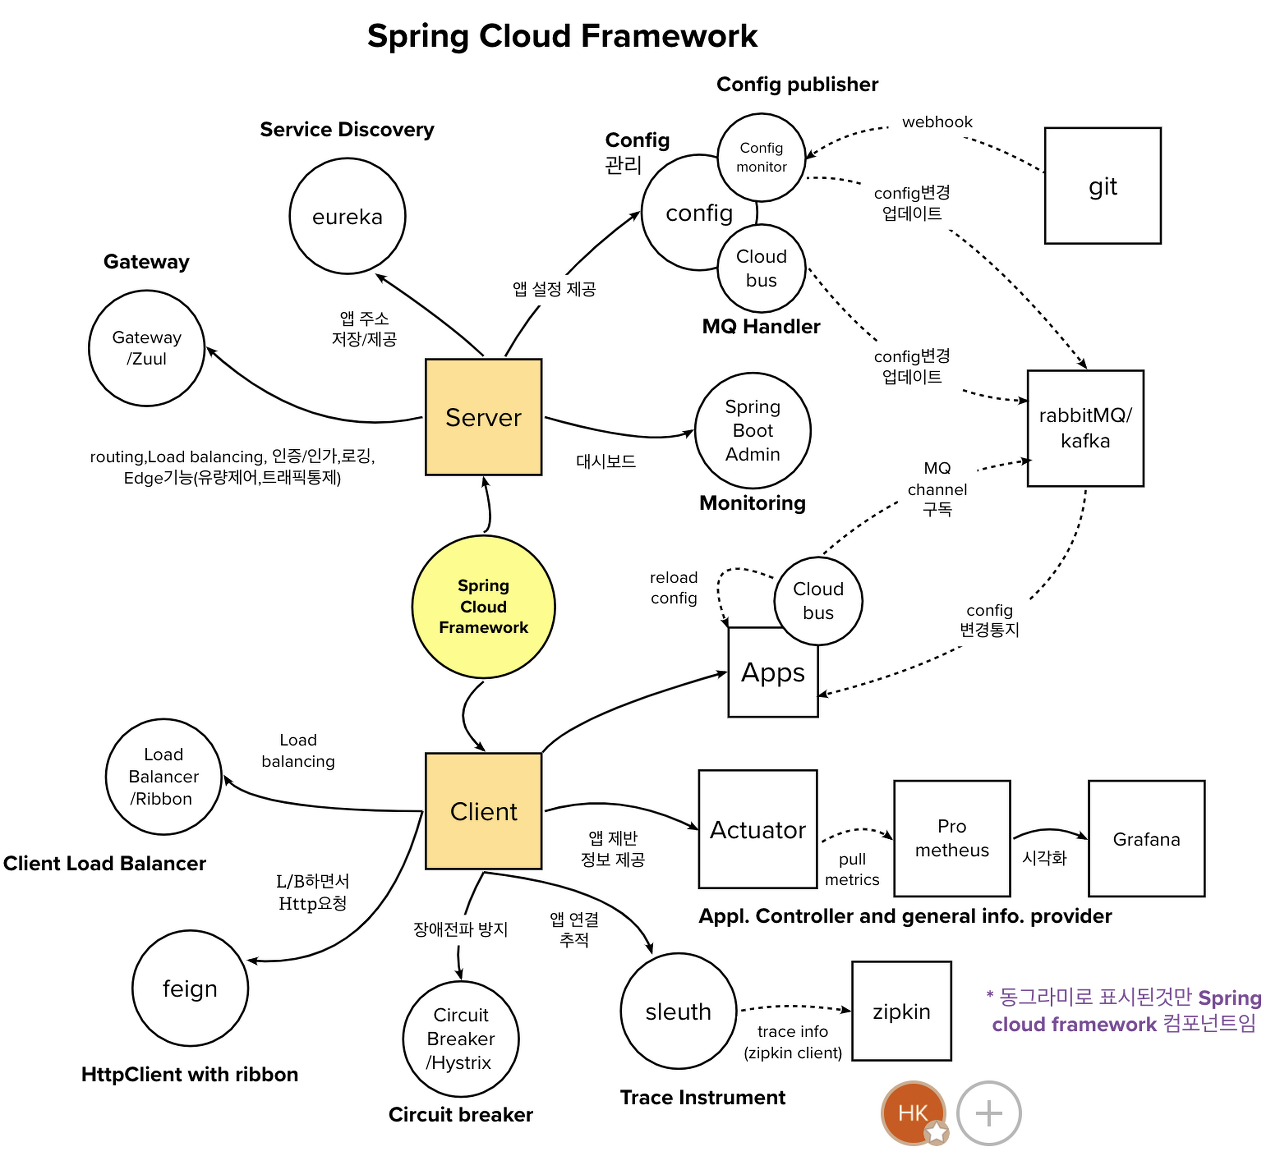 Spring Cloud Framework
Config publisher
Service Discovery
Config
관리
Config
monitor
webhook
git
eureka
config
config변경
업데이트
Gateway
Cloud
bus
앱 설정 제공
MQ Handler
Gateway
/Zuul
앱 주소
저장/제공
config변경
업데이트
Server
Spring
Boot
Admin
rabbitMQ/
kafka
routing,Load balancing, 인증/인가,로깅,
Edge기능(유량제어,트래픽통제)
대시보드
Monitoring
MQ
channel
구독
Spring
Cloud
Framework
reload
config
Cloud
bus
config
변경통지
Apps
Load
Balancer
/Ribbon
Load
balancing
Client
Client Load Balancer
Actuator
앱 제반
정보 제공
pull
metrics
Pro
metheus
시각화
Grafana
Appl. Controller and general info. provider
L/B하면서
Http요청
장애전파 방지
앱 연결
추적
feign
HttpClient with ribbon
Circuit
Breaker
/Hystrix
Circuit breaker
sleuth
trace info
(zipkin client)
zipkin
Trace Instrument
* 동그라미로 표시된것만 Spring
cloud framework 컴포넌트임
HK